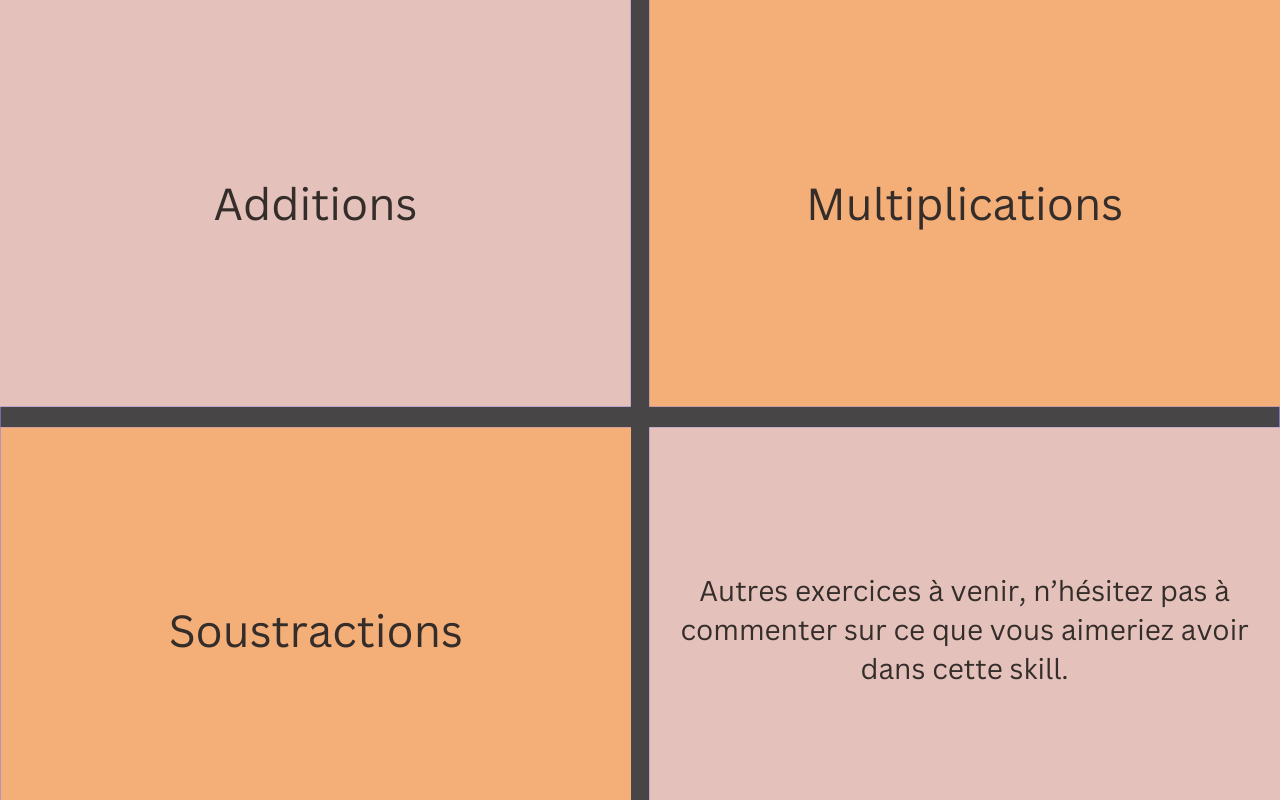 Additions
Multiplications
Soustractions
Autres exercices à venir, n’hésitez pas à
commenter sur ce que vous aimeriez avoir
dans cette skill.